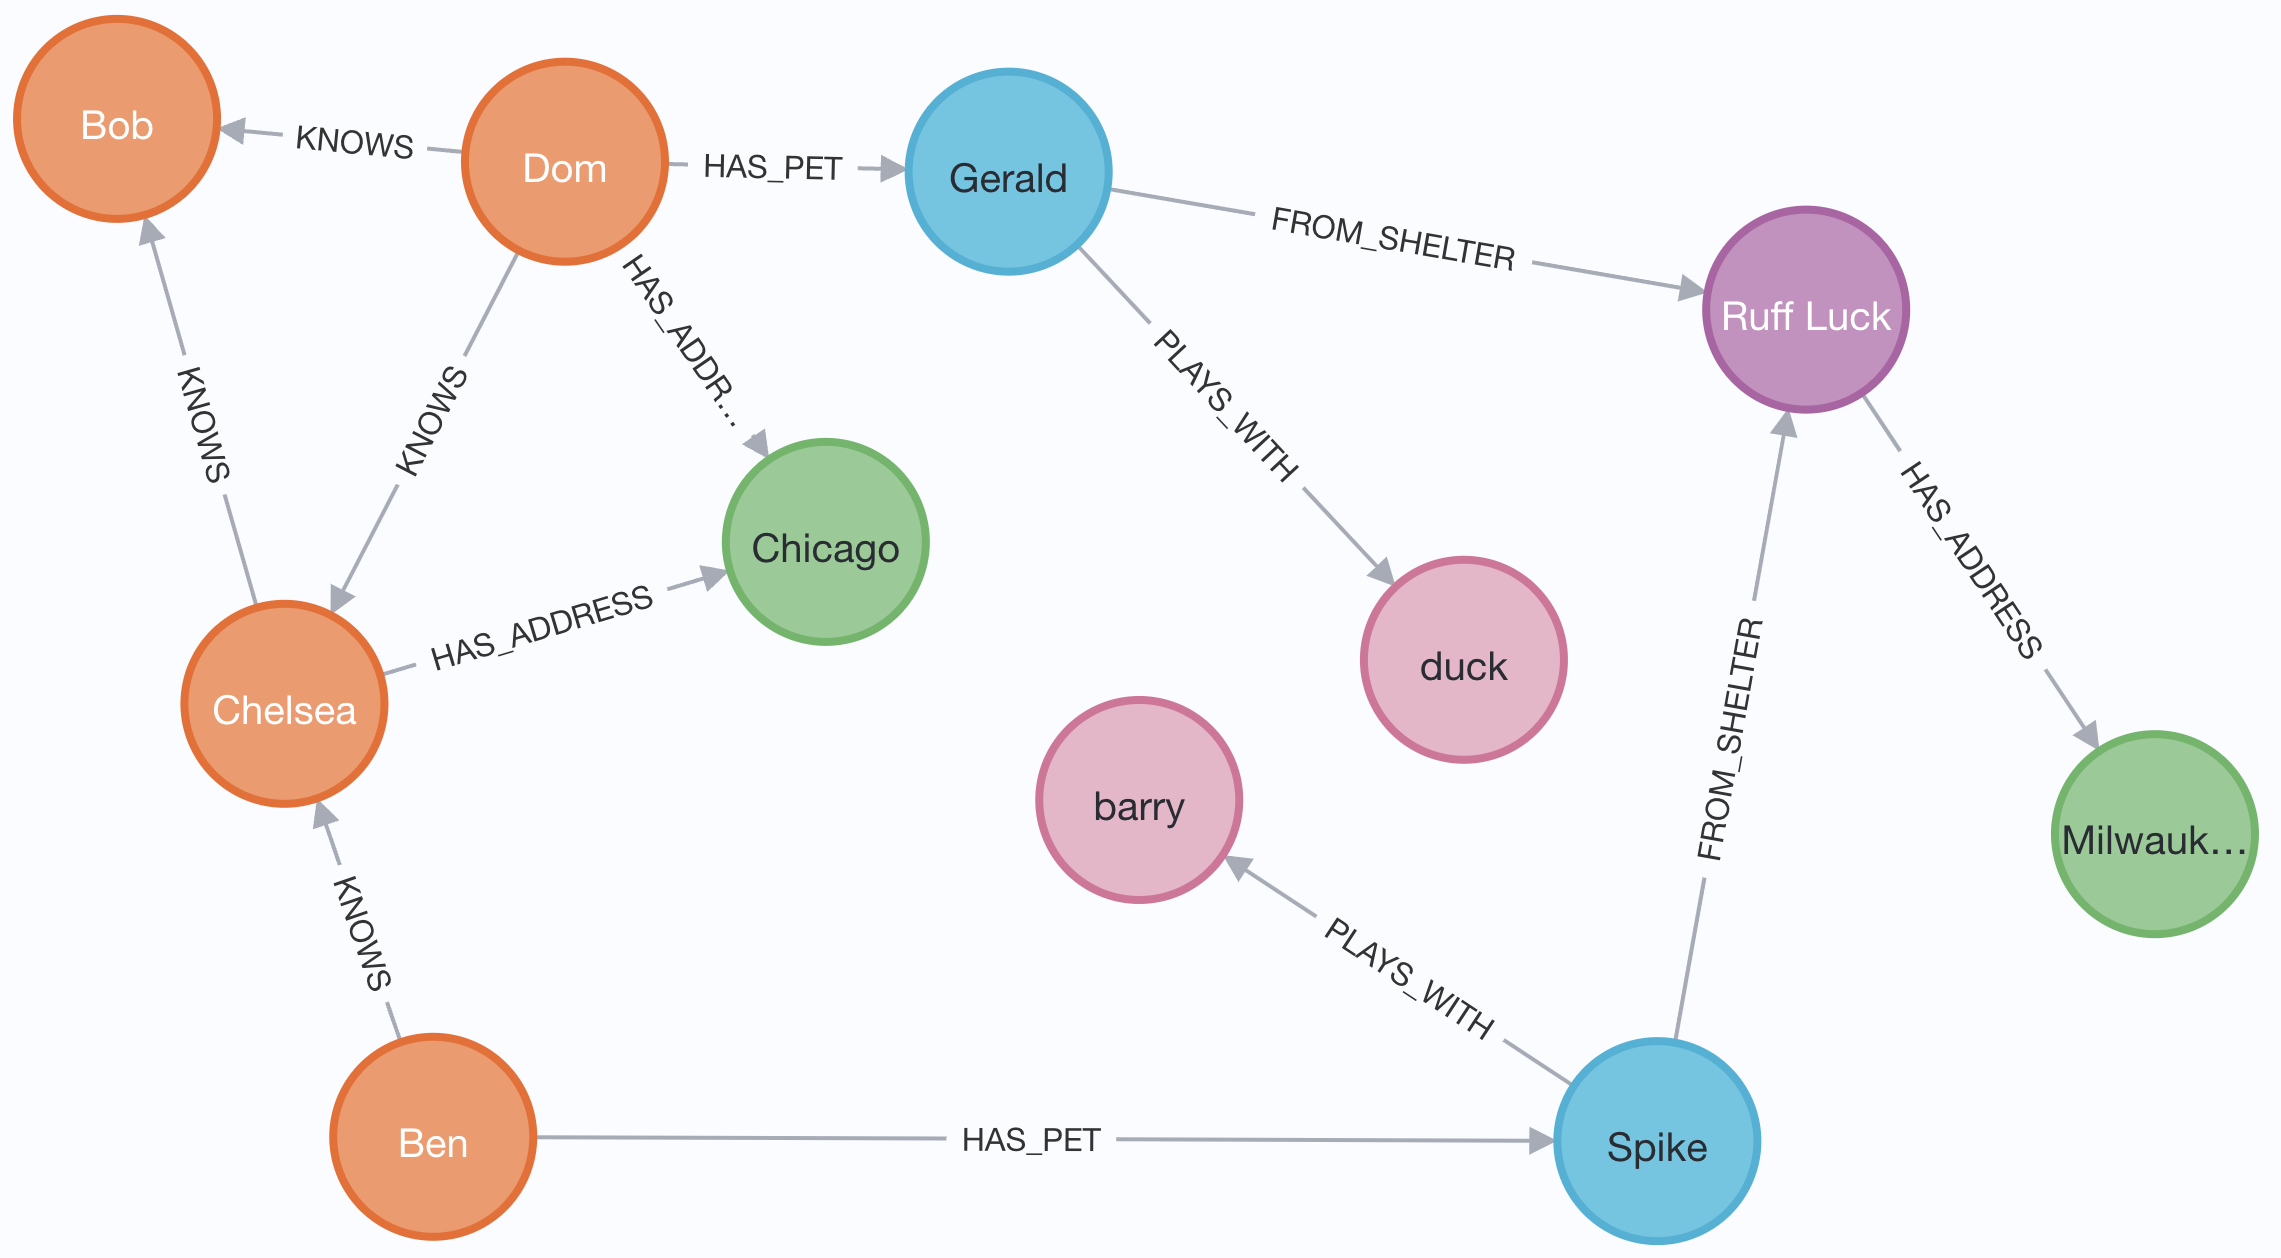 Bob
KNOWS
Dom
HAS_PET
Gerald
FROM_SHELTER
Ruff Luck
KNOWS
KNOWS
HAS_ADDR...
PLAYS_WITH
HAS_ADDRESS
Chicago
Chelsea
HAS_ADDRESS
duck
barry
FROM_SHELTER
Milwauk...
KNOWS
PLAYS_WITH
Ben
HAS_PET
Spike